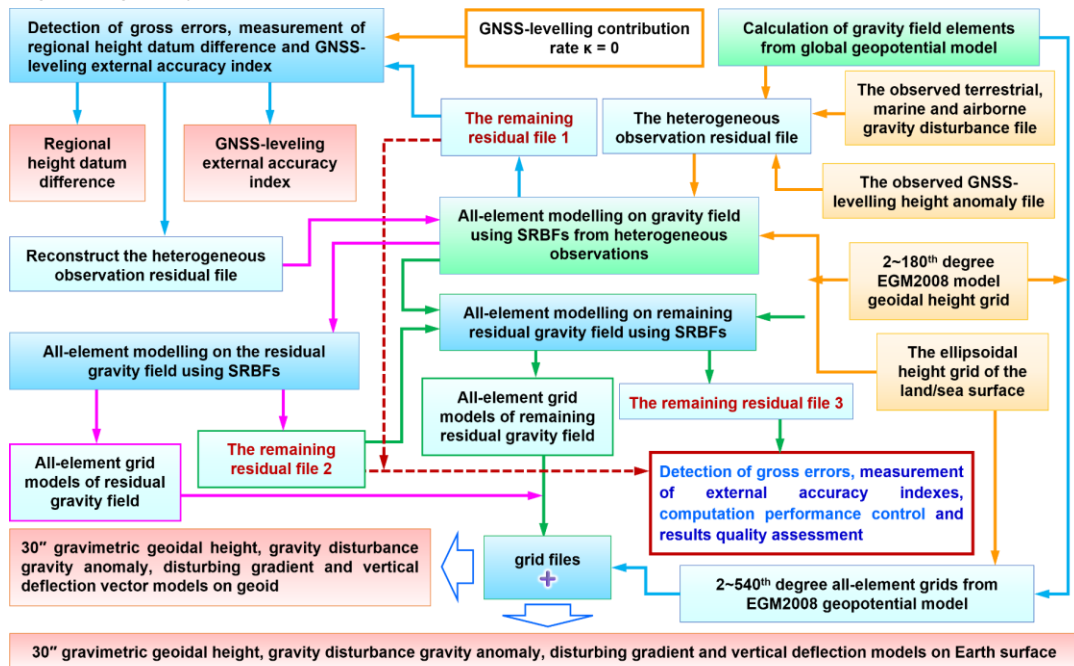 Detection of gross errors, measurement of
regional height datum difference and GNSS-
leveling external accuracy index
GNSS-levelling contribution
rate κ = 0
Calculation of gravity field elements
from global geopotential model
Regional
height datum
difference
GNSS-leveling
external accuracy
index
The remaining
residual file 1
The heterogeneous
observation residual file
The observed terrestrial,
marine and airborne
gravity disturbance file
The observed GNSS-
levelling height anomaly file
Reconstruct the heterogeneous
observation residual file
All-element modelling on gravity field
using SRBFs from heterogeneous
observations
2~180th degree
EGM2008 model
geoidal height grid
All-element modelling on the residual
gravity field using SRBFs
All-element modelling on remaining
residual gravity field using SRBFs
The ellipsoidal
height grid of the
land/sea surface
All-element grid
models of residual
gravity field
The remaining
residual file 2
All-element grid
models of remaining
residual gravity field
The remaining residual file 3
Detection of gross errors, measurement
of external accuracy indexes,
computation performance control and
results quality assessment
30″ gravimetric geoidal height, gravity disturbance
gravity anomaly, disturbing gradient and vertical
deflection vector models on geoid
grid files
+
2~540th degree all-element grids from
EGM2008 geopotential model
30″ gravimetric geoidal height, gravity disturbance gravity anomaly, disturbing gradient and vertical deflection models on Earth surface